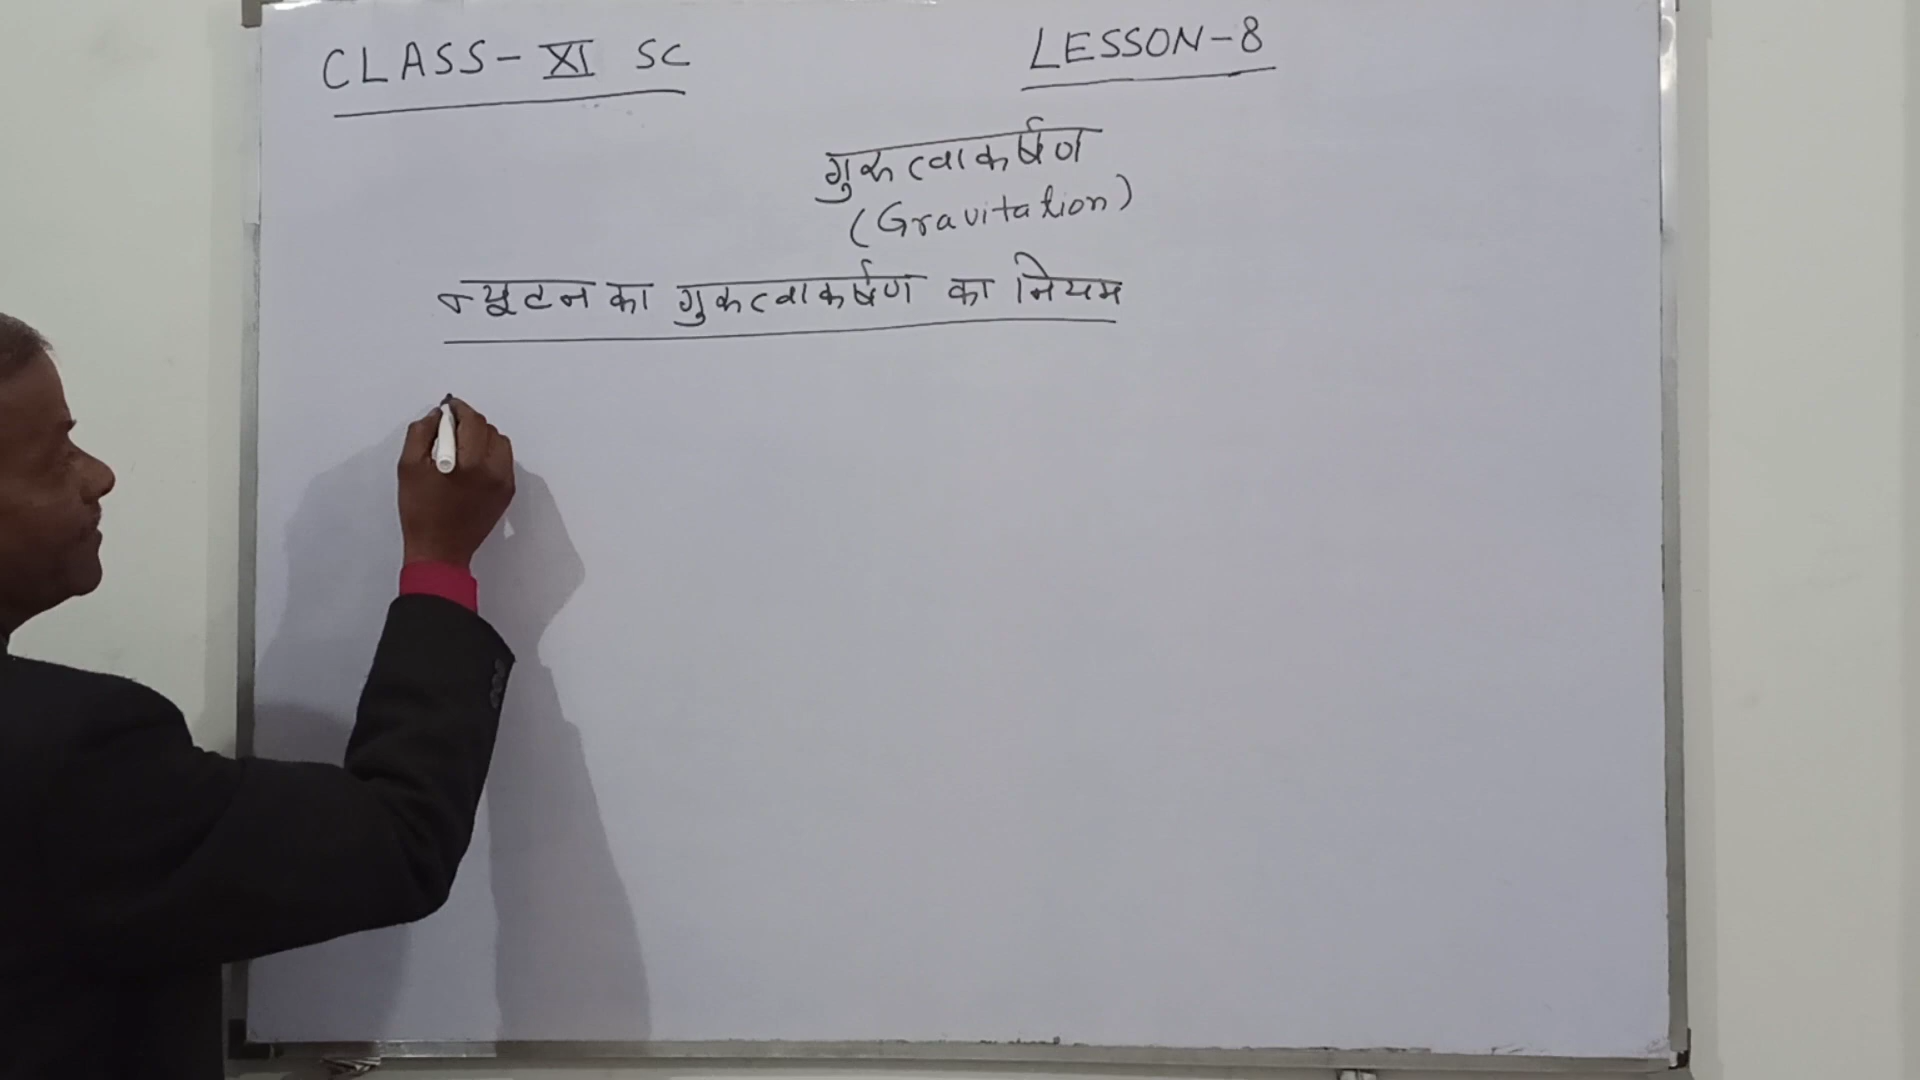 CLASS-XI SC
LESSON-8
गुरुत्वाकर्षण
(Gravitation)
न्यूटन का गुरुत्वाकर्षण का नियम